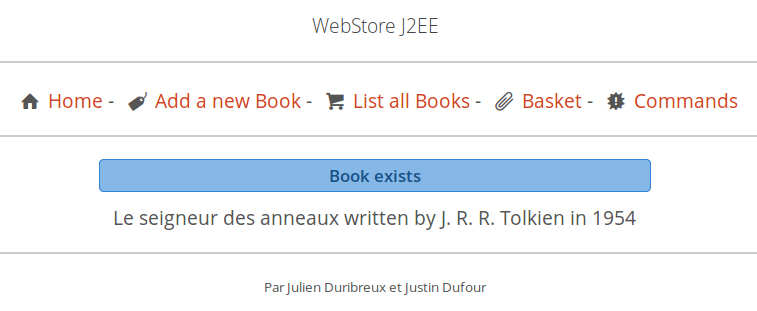 WebStore J2EE
Home - Add a new Book - List all Books - Basket - Commands
Book exists
Le seigneur des anneaux written by J. R. R. Tolkien in 1954
Par Julien Duribreux et Justin Dufour